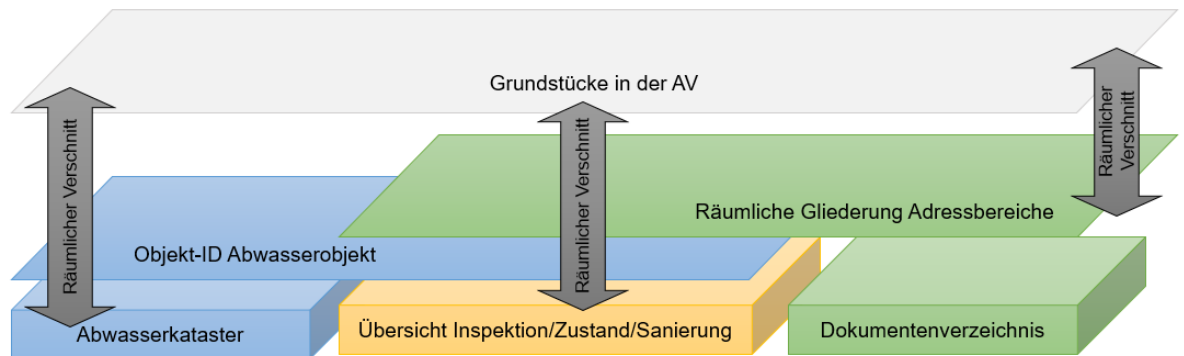 Grundstücke in der AV
Räumlicher Verschnitt
Räumlicher Verschnitt
Räumlicher
Verschnitt
Räumliche Gliederung Adressbereiche
Objekt-ID Abwasserobjekt
Abwasserkataster
Übersicht Inspektion/Zustand/Sanierung
Dokumentenverzeichnis